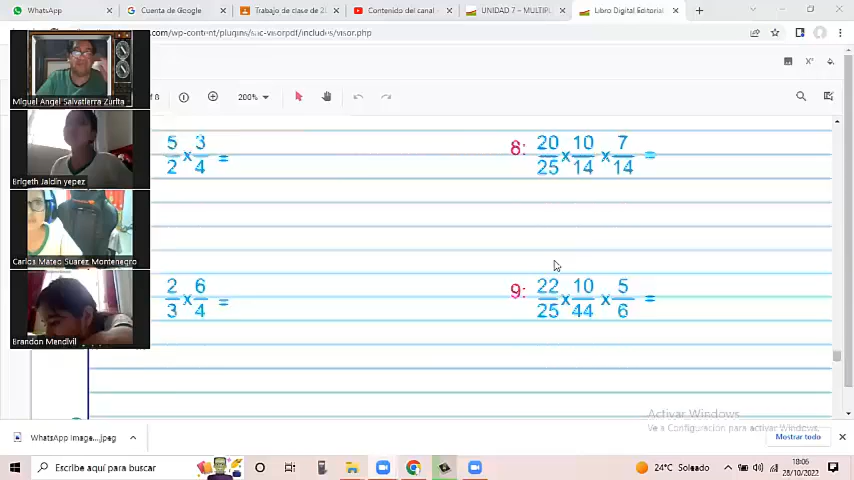 WhatsApp
Cuenta de Google
Trabajo de clase de 2
Contenido del canal -
UNIDAD 7 – MULTIPL
Libro Digital Editorial
.com/wp-content/plugins/sic-visorpdf/includes/visor.php
of 8
200%
Miguel Angel Salvatierra Zurita
Brigeth Jaldin yepez
Carlos Mateo Suarez Montenegro
Brandon Mendivil
5/2 x 3/4 =
8: 20/25 x 10/14 x 7/14 =
2/3 x 6/4 =
9: 22/25 x 10/44 x 5/6 =
Activar Windows
Ve a Configuración para activar Windows.
WhatsApp Image....jpeg
Mostrar todo
Escribe aquí para buscar
24°C Soleado
18:06
28/10/2022